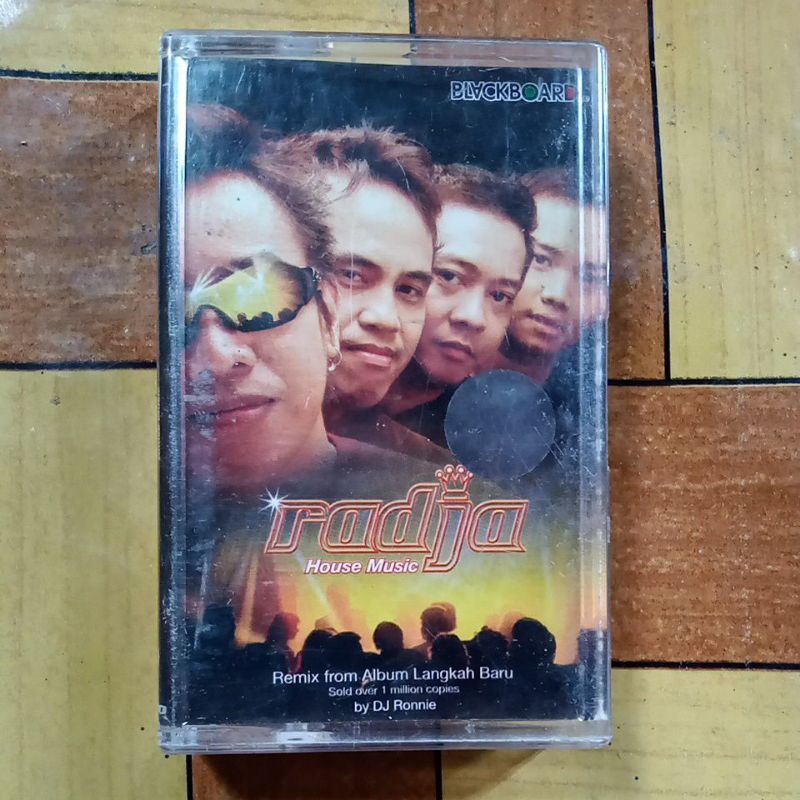 BLACKBOARD
radja
House Music
Remix from Album Langkah Baru
Sold over 1 million copies
by DJ Ronnie